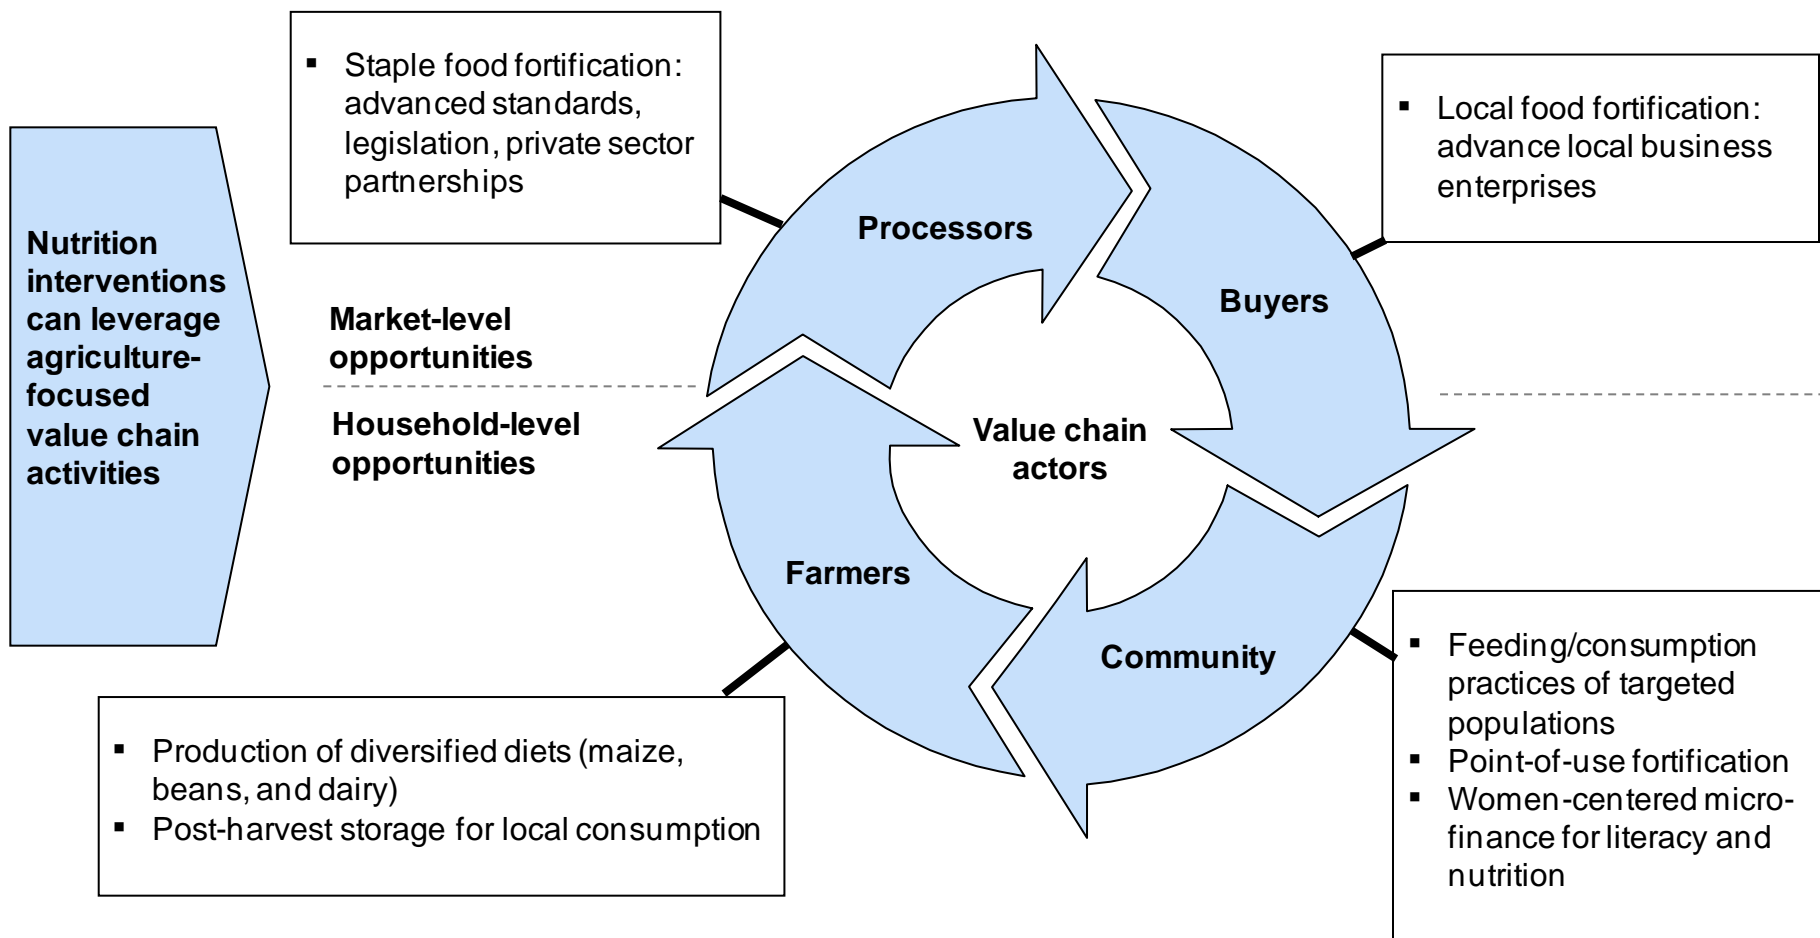 Nutrition
interventions
can leverage
agriculture-
focused
value chain
activities
▪ Staple food fortification:
advanced standards,
legislation, private sector
partnerships
▪ Local food fortification:
advance local business
enterprises
Processors
Buyers
Market-level
opportunities
Household-level
opportunities
Value chain
actors
Farmers
Community
▪ Production of diversified diets (maize,
beans, and dairy)
▪ Post-harvest storage for local consumption
▪ Feeding/consumption
practices of targeted
populations
▪ Point-of-use fortification
▪ Women-centered micro-
finance for literacy and
nutrition